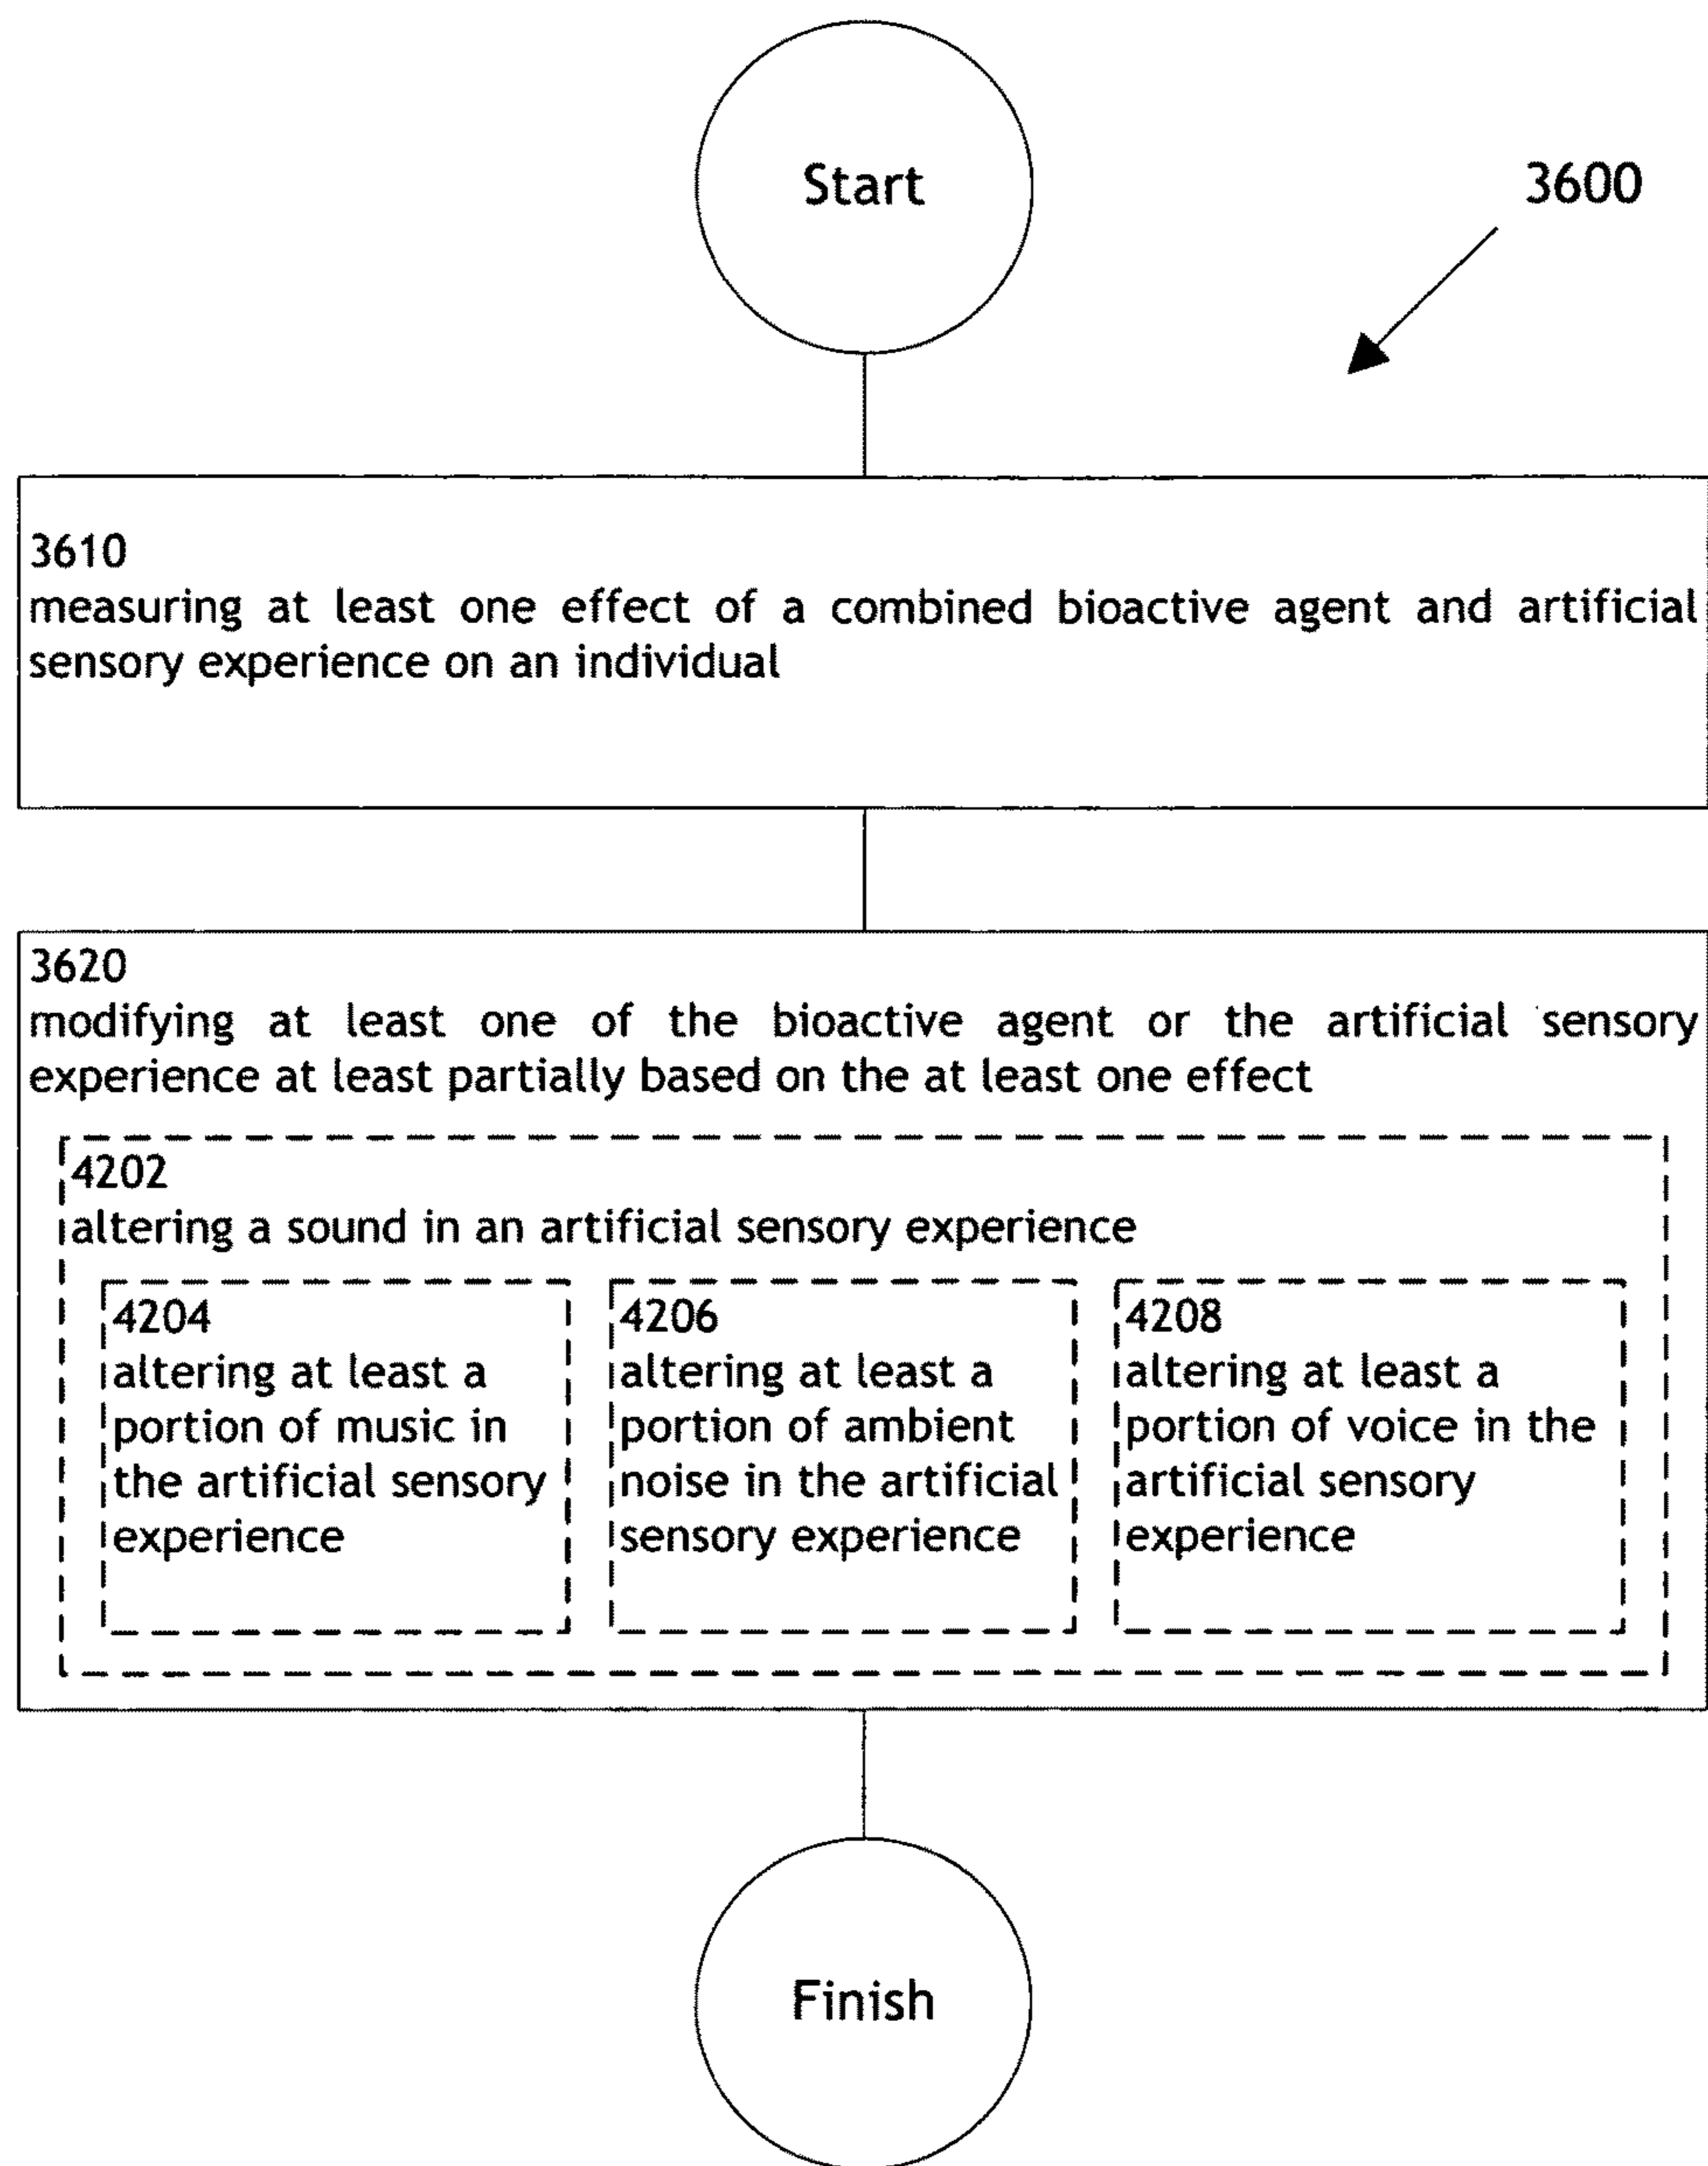 Start
3600
3610
measuring at least one effect of a combined bioactive agent and artificial
sensory experience on an individual
3620
modifying at least one of the bioactive agent or the artificial sensory
experience at least partially based on the at least one effect
4202
altering a sound in an artificial sensory experience
4204
altering at least a
portion of music in
the artificial sensory
experience
4206
altering at least a
portion of ambient
noise in the artificial
sensory experience
4208
altering at least a
portion of voice in the
artificial sensory
experience
Finish